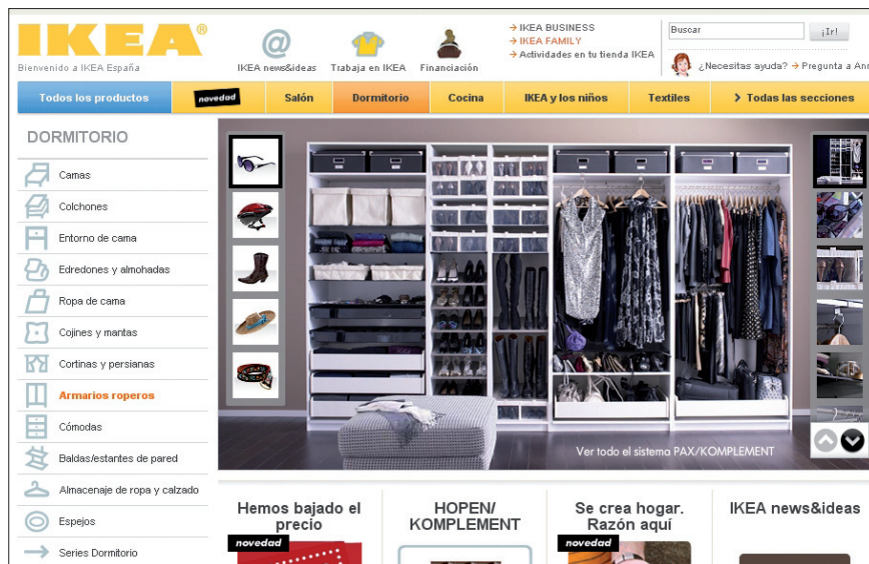 IKEA®
Bienvenido a IKEA España
IKEA news&ideas
Trabaja en IKEA
Financiación
→ IKEA BUSINESS
→ IKEA FAMILY
→ Actividades en tu tienda IKEA
Buscar
¡Ir!
¿Necesitas ayuda? → Pregunta a
Todos los productos
novedad
Salón
Dormitorio
Cocina
IKEA y los niños
Textiles
> Todas las secciones
DORMITORIO
Camas
Colchones
Entorno de cama
Edredones y almohadas
Ropa de cama
Cojines y mantas
Cortinas y persianas
Armarios roperos
Cómodas
Baldas/estantes de pared
Almacenaje de ropa y calzado
Espejos
Series Dormitorio
Ver todo el sistema PAX/KOMPLEMENT
Hemos bajado el
precio
novedad
HOPEN/
KOMPLEMENT
Se crea hogar.
Razón aquí
novedad
IKEA news&ideas